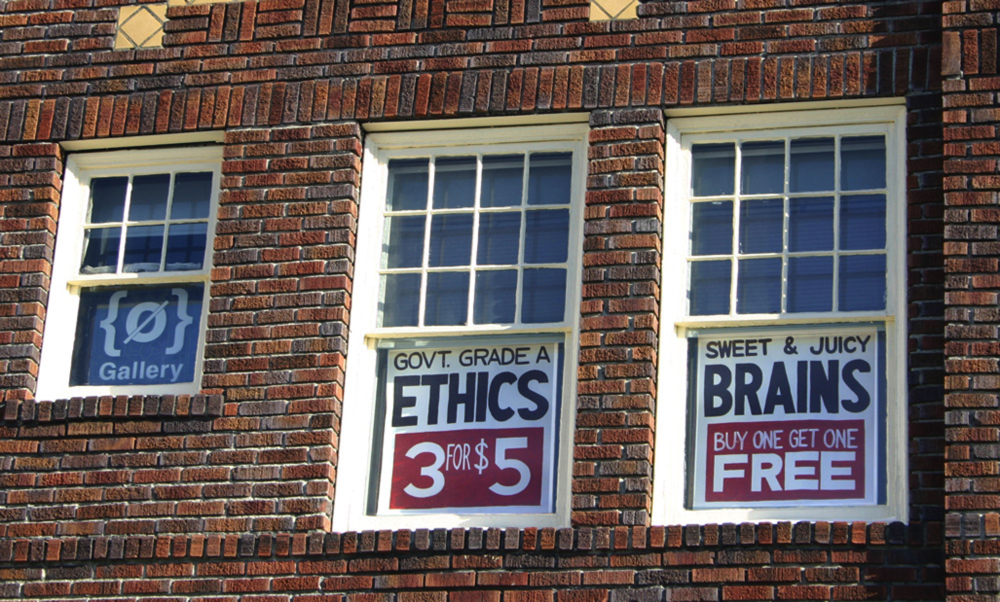 {Ø}
Gallery
GOVT. GRADE A
ETHICS
3 FOR $5
SWEET & JUICY
BRAINS
BUY ONE GET ONE
FREE